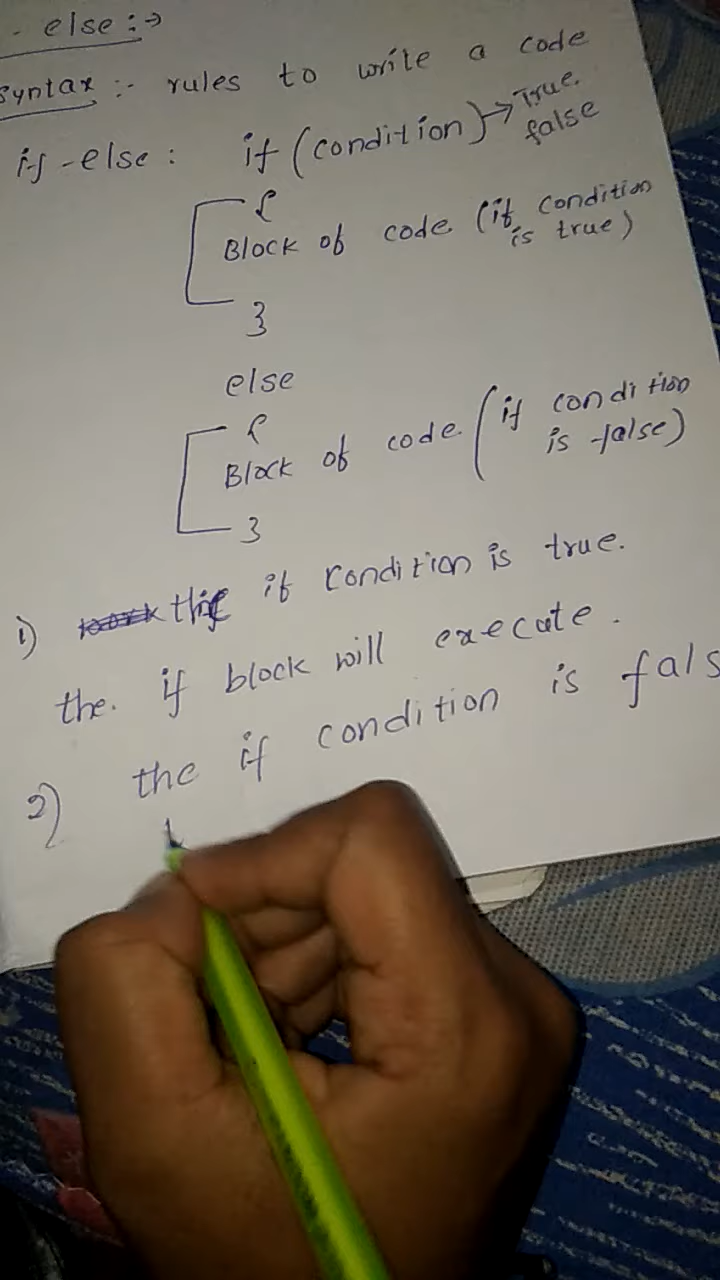 - else :→
Syntax :- rules to write a code
if -else : if (condition) → True
false
{
Block of code (if condition
is true)
}
else
{
Block of code (if condition
is false)
}
1) the if condition is true.
the. if block will execute.
2) the if condition is fals